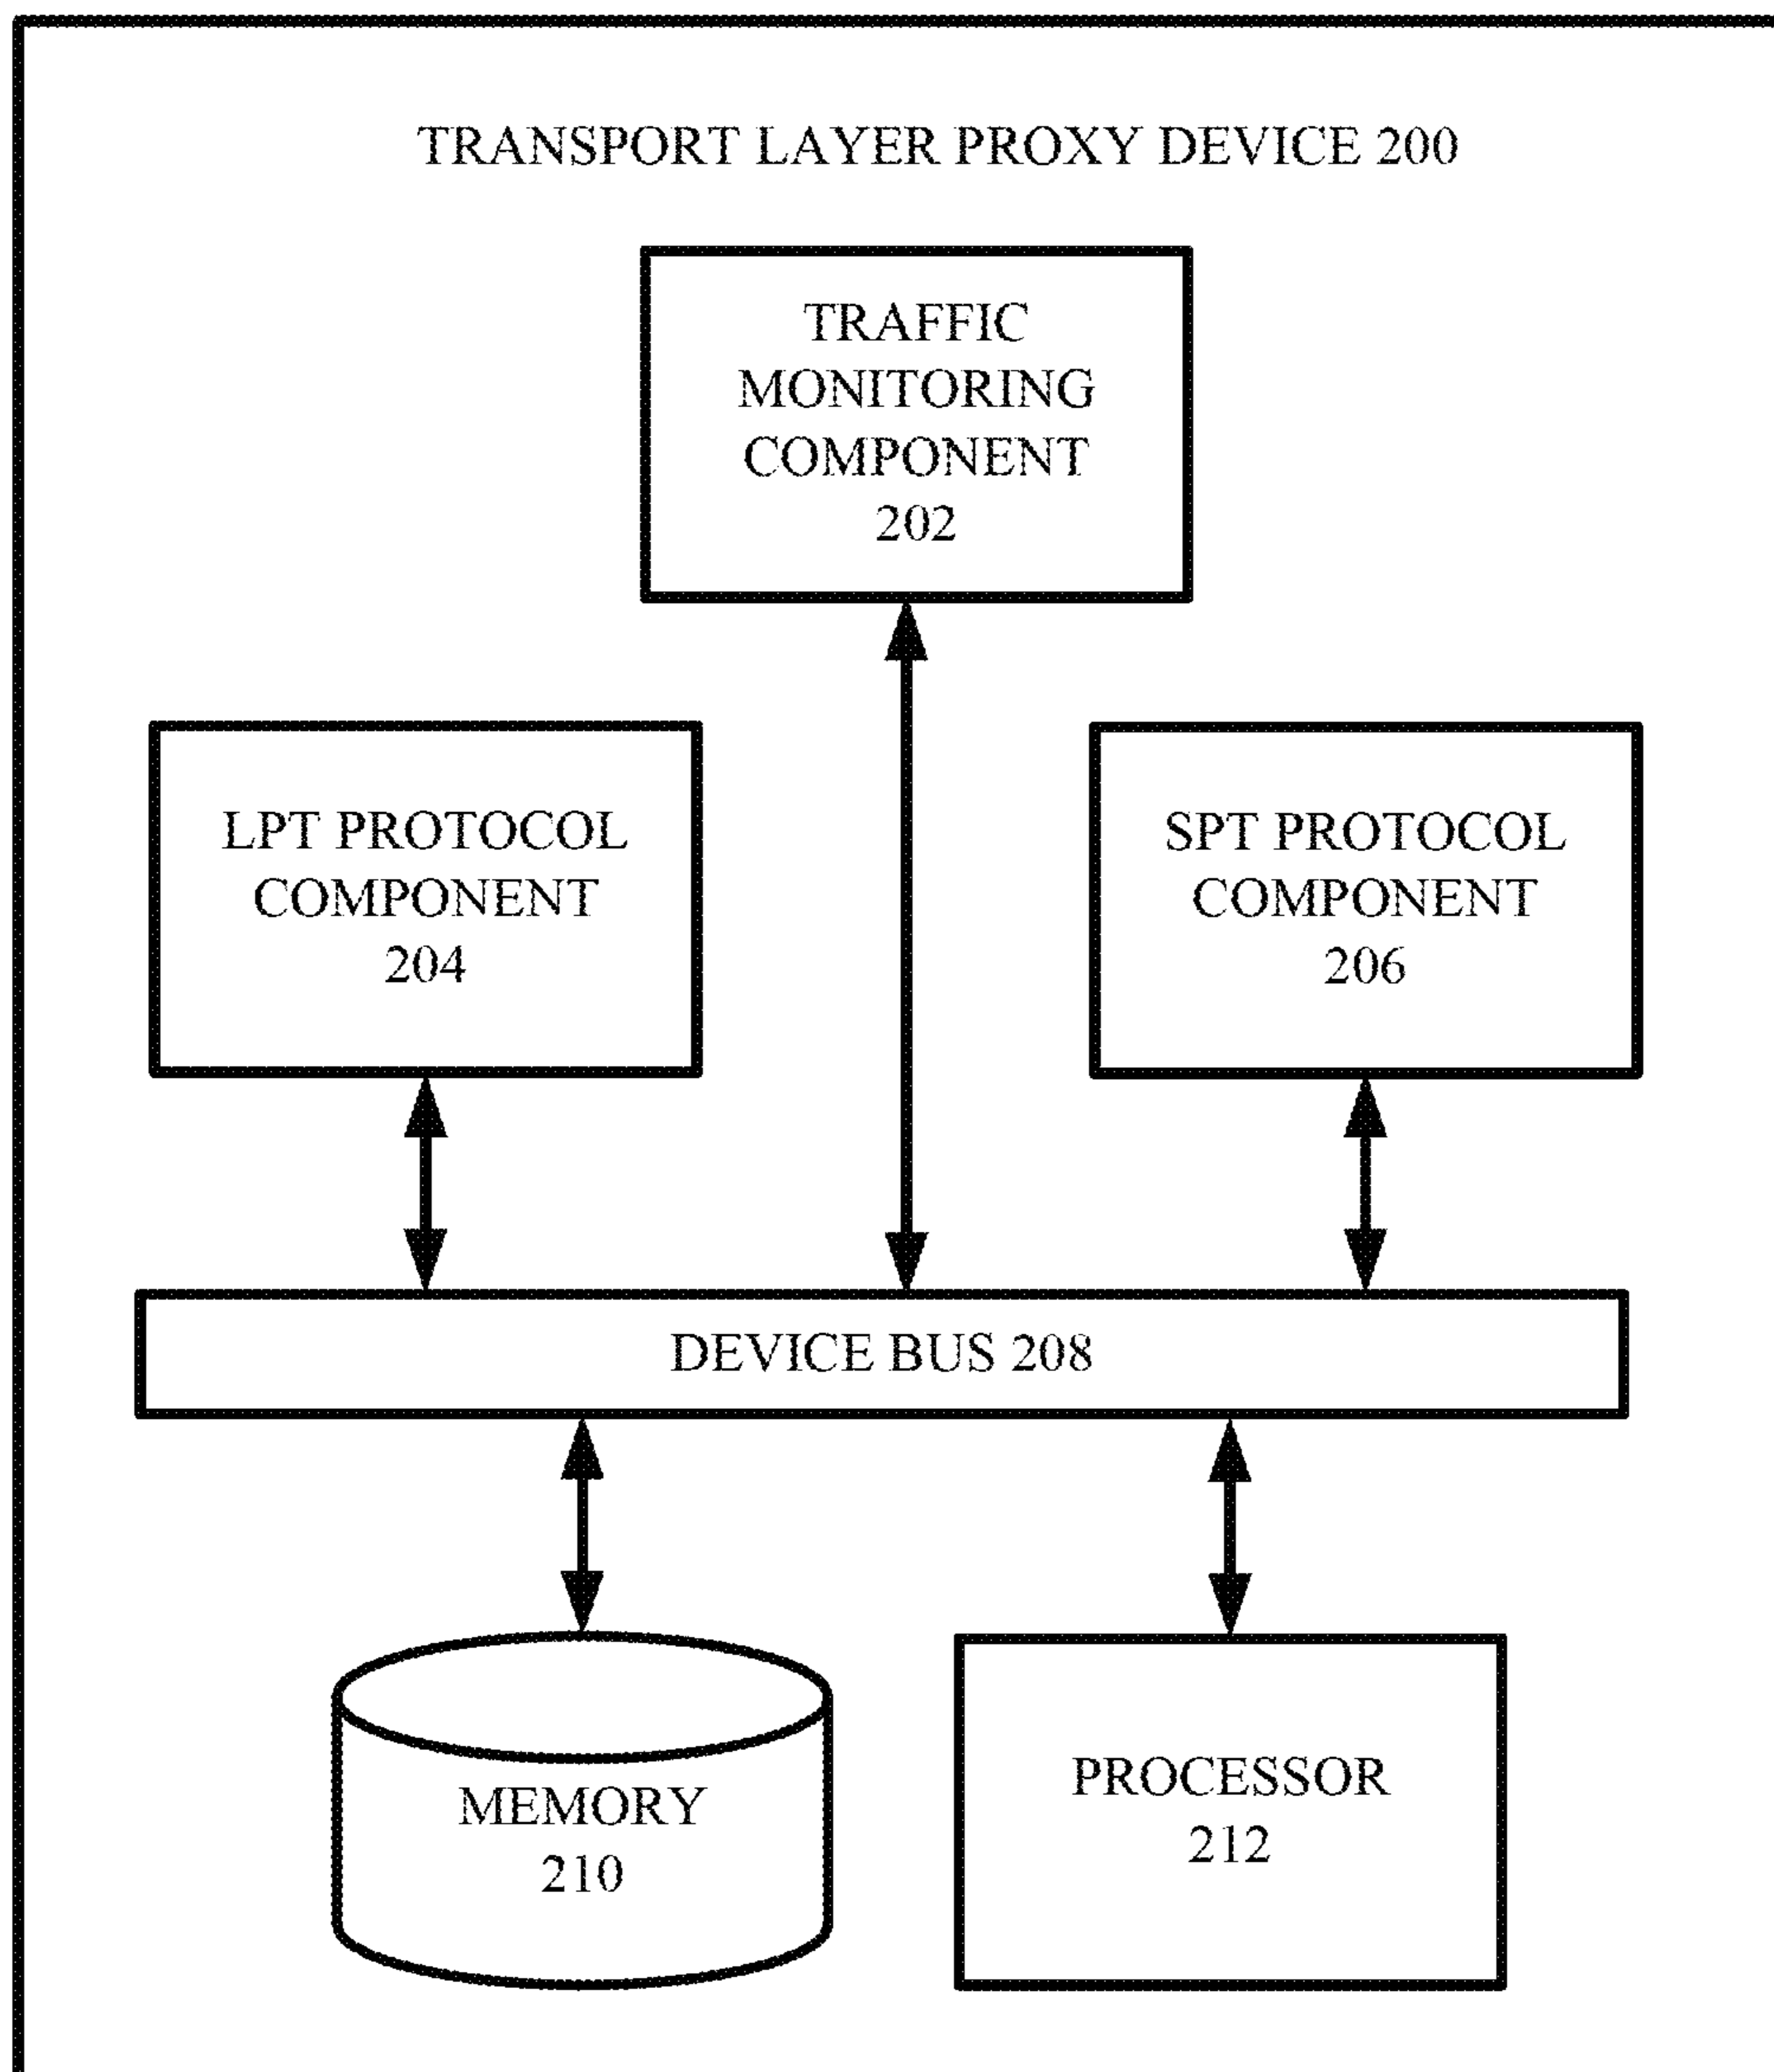 TRANSPORT LAYER PROXY DEVICE 200
TRAFFIC
MONITORING
COMPONENT
202
LPT PROTOCOL
COMPONENT
204
SPT PROTOCOL
COMPONENT
206
DEVICE BUS 208
MEMORY
210
PROCESSOR
212